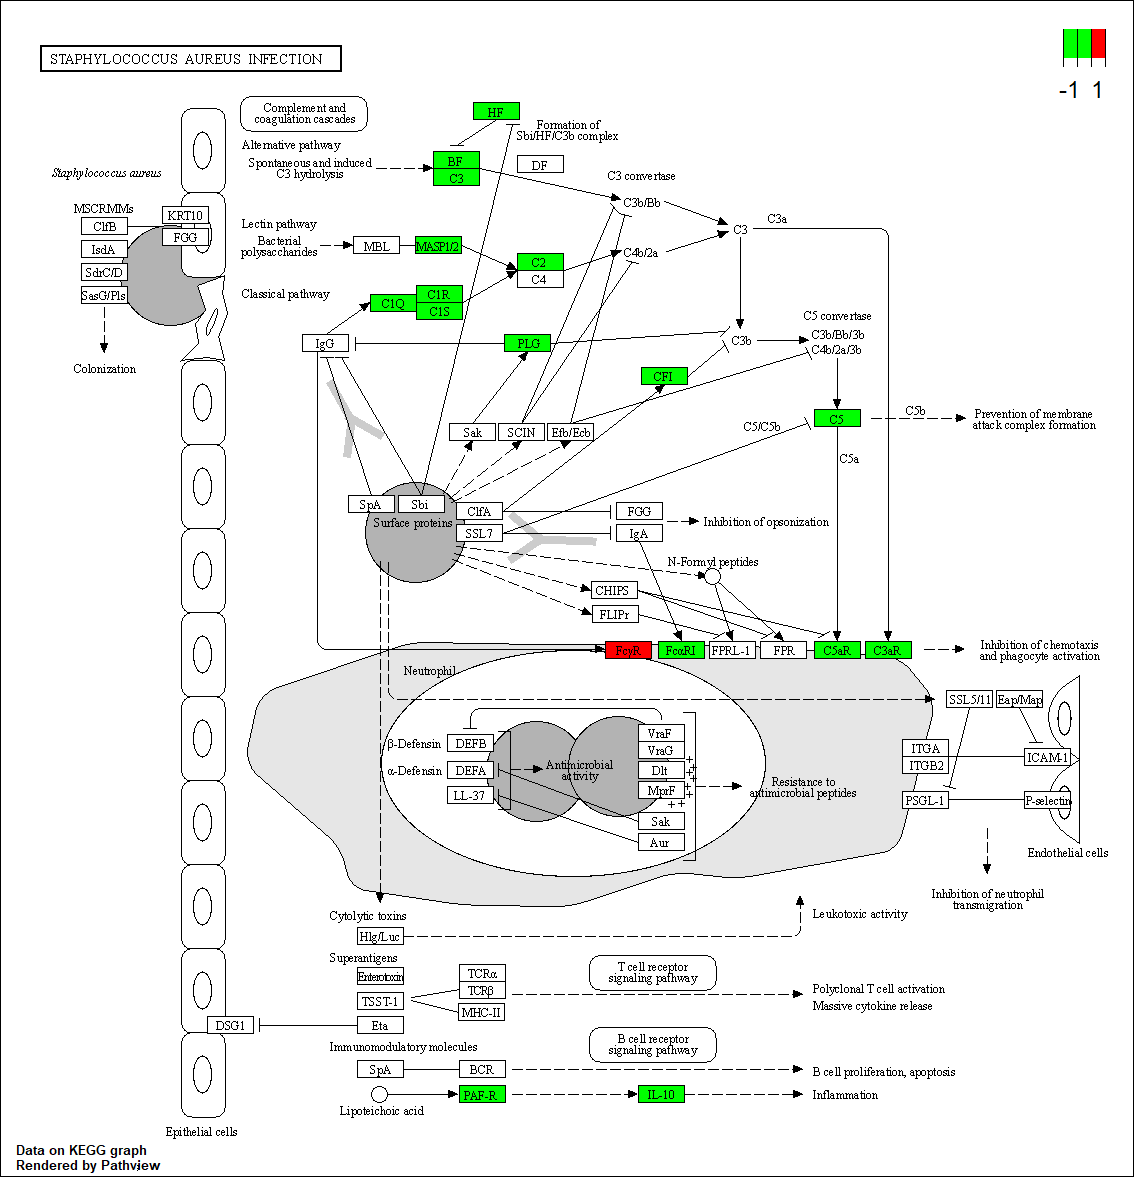 STAPHYLOCOCCUS AUREUS INFECTION
-1 1
Complement and
coagulation cascades
HF
Formation of
Sbi/HF/C3b complex
Alternative pathway
Spontaneous and induced
C3 hydrolysis
BF
C3
DF
C3 convertase
C3b/Bb
C3
C3a
Staphylococcus aureus
MSCRMMs
ClfB
IsdA
SdrC/D
SasG/Pls
KRT10
FGG
Colonization
Lectin pathway
Bacterial
polysaccharides
MBL
MASP1/2
C2
C4
C4b/2a
Classical pathway
C1Q
C1R
C1S
C5 convertase
C3b/Bb/3b
C4b/2a/3b
IgG
PLG
C3b
CFI
C5
C5b
Prevention of membrane
attack complex formation
Sak
SCIN
Efb/Ecb
C5/C5b
C5a
SpA
Sbi
Surface proteins
ClfA
SSL7
FGG
IgA
Inhibition of opsonization
N-Formyl peptides
CHIPS
FLIPr
FcγR
FcαRI
FPRL-1
FPR
C5aR
C3aR
Inhibition of chemotaxis
and phagocyte activation
Neutrophil
SSL5/11
Eap/Map
β-Defensin
DEFB
α-Defensin
DEFA
LL-37
Antimicrobial
activity
VraF
VraG
Dlt
MprF
+
+ +
+ +
+ +
+ +
Sak
Aur
Resistance to
antimicrobial peptides
ITGA
ITGB2
ICAM-1
PSGL-1
P-selectin
Endothelial cells
Inhibition of neutrophil
transmigration
Cytolytic toxins
Hlg/Luc
Leukotoxic activity
Superantigens
Enterotoxin
TSST-1
Eta
TCRα
TCRβ
MHC-II
T cell receptor
signaling pathway
Polyclonal T cell activation
Massive cytokine release
DSG1
Immunomodulatory molecules
SpA
BCR
B cell receptor
signaling pathway
B cell proliferation, apoptosis
Lipoteichoic acid
PAF-R
IL-10
Inflammation
Epithelial cells
Data on KEGG graph
Rendered by Pathview